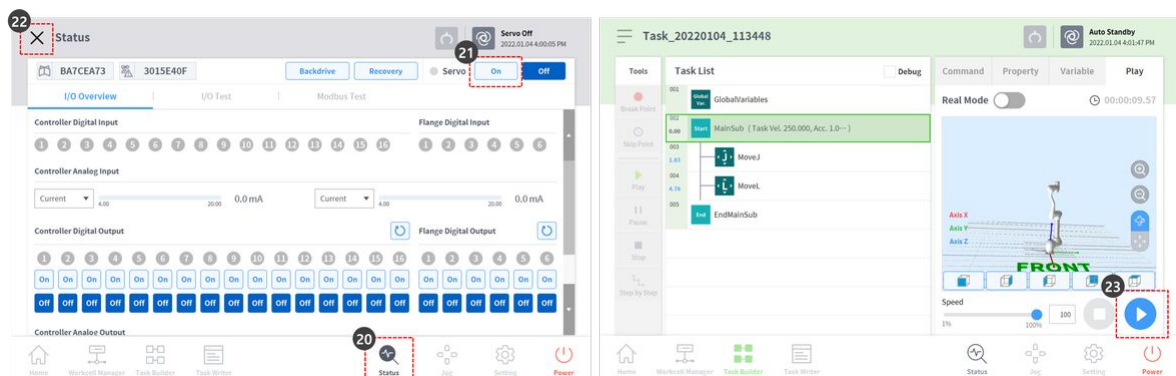 22
Status
Servo Off
2022.01.04 4:00:05 PM
21
BA7CEA73
3015E40F
Backdrive
Recovery
Servo
On
Off
I/O Overview
I/O Test
Modbus Test
Controller Digital Input
Flange Digital Input
1 2 3 4 5 6 7 8 9 10 11 12 13 14 15 16
1 2 3 4 5 6
Controller Analog Input
Current
4.00
20.00
0.0 mA
Current
4.00
20.00
0.0 mA
Controller Digital Output
Flange Digital Output
1 2 3 4 5 6 7 8 9 10 11 12 13 14 15 16
1 2 3 4 5 6
On On On On On On On On On On On On On On On On
On On On On On On
Off Off Off Off Off Off Off Off Off Off Off Off Off Off Off Off
Off Off Off Off Off Off
Controller Analog Output
20
Home
Workcell Manager
Task Builder
Task Writer
Status
Jog
Setting
Power
Task_20220104_113448
Auto Standby
2022.01.04 4:01:47 PM
Tools
Task List
Debug
Command
Property
Variable
Play
Break Point
Skip Point
Play
Pause
Stop
Step by Step
001
Global Var.
GlobalVariables
002
0.00
Start
MainSub ( Task Vel. 250.000, Acc. 1.0··· )
003
1.83
J
MoveJ
004
4.76
L
MoveL
005
End
EndMainSub
Real Mode
00:00:09.57
Axis X
Axis Y
Axis Z
FRONT
23
Speed
1%
100%
100
Home
Workcell Manager
Task Builder
Task Writer
Status
Jog
Setting
Power